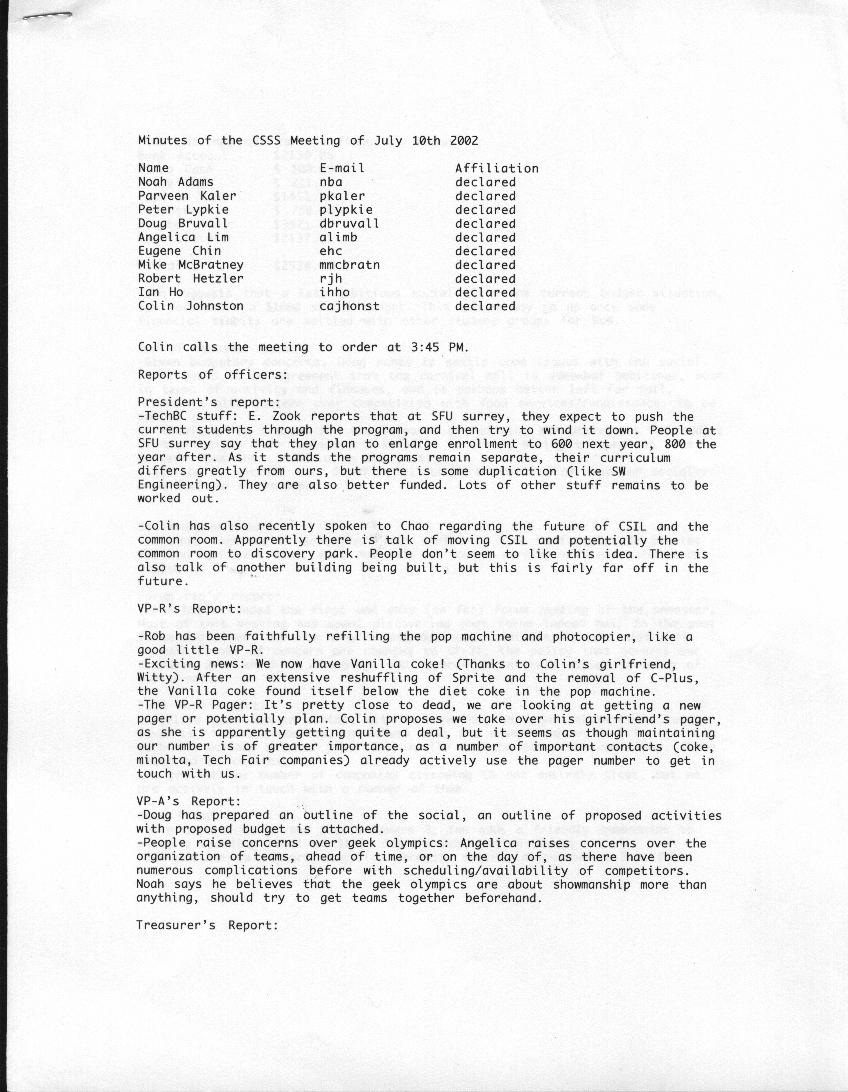 Minutes of the CSSS Meeting of July 10th 2002
Name E-mail Affiliation
Noah Adams nba declared
Parveen Kaler pkaler declared
Peter Lypkie plypkie declared
Doug Bruvall dbruvall declared
Angelica Lim alimb declared
Eugene Chin ehc declared
Mike McBratney mmcbratn declared
Robert Hetzler rjh declared
Ian Ho ihho declared
Colin Johnston cajhonst declared
Colin calls the meeting to order at 3:45 PM.
Reports of officers:
President's report:
-TechBC stuff: E. Zook reports that at SFU surrey, they expect to push the
current students through the program, and then try to wind it down. People at
SFU surrey say that they plan to enlarge enrollment to 600 next year, 800 the
year after. As it stands the programs remain separate, their curriculum
differs greatly from ours, but there is some duplication (like SW
Engineering). They are also better funded. Lots of other stuff remains to be
worked out.
-Colin has also recently spoken to Chao regarding the future of CSIL and the
common room. Apparently there is talk of moving CSIL and potentially the
common room to discovery park. People don't seem to like this idea. There is
also talk of another building being built, but this is fairly far off in the
future.
VP-R's Report:
-Rob has been faithfully refilling the pop machine and photocopier, like a
good little VP-R.
-Exciting news: We now have Vanilla coke! (Thanks to Colin's girlfriend,
Witty). After an extensive reshuffling of Sprite and the removal of C-Plus,
the Vanilla coke found itself below the diet coke in the pop machine.
-The VP-R Pager: It's pretty close to dead, we are looking at getting a new
pager or potentially plan. Colin proposes we take over his girlfriend's pager,
as she is apparently getting quite a deal, but it seems as though maintaining
our number is of greater importance, as a number of important contacts (coke,
minolta, Tech Fair companies) already actively use the pager number to get in
touch with us.
VP-A's Report:
-Doug has prepared an outline of the social, an outline of proposed activities
with proposed budget is attached.
-People raise concerns over geek olympics: Angelica raises concerns over the
organization of teams, ahead of time, or on the day of, as there have been
numerous complications before with scheduling/availability of competitors.
Noah says he believes that the geek olympics are about showmanship more than
anything, should try to get teams together beforehand.
Treasurer's Report: